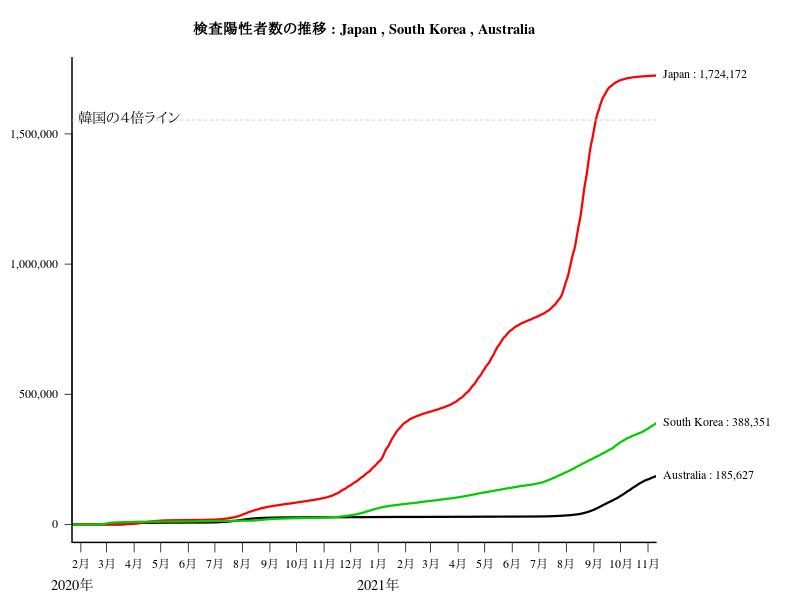 検査陽性者数の推移 : Japan , South Korea , Australia
Japan : 1,724,172
韓国の４倍ライン
1,500,000
1,000,000
500,000
South Korea : 388,351
Australia : 185,627
0
2月 3月 4月 5月 6月 7月 8月 9月 10月 11月 12月 1月 2月 3月 4月 5月 6月 7月 8月 9月 10月 11月
2020年 2021年